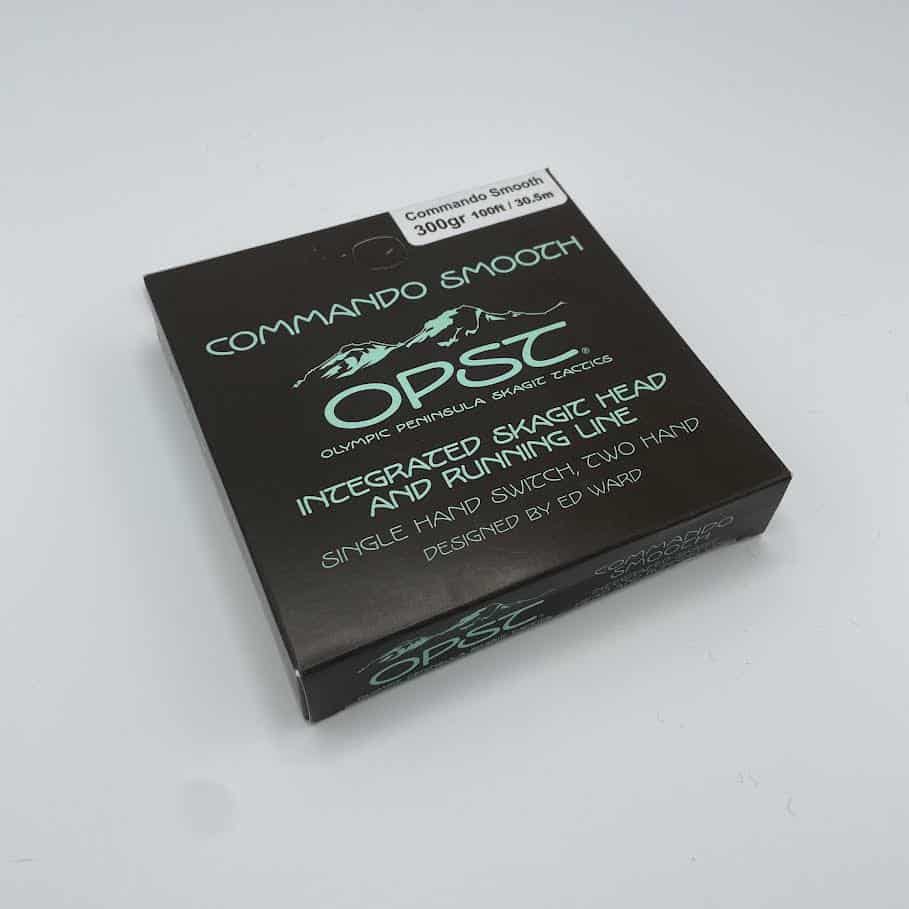 Commando Smooth
300gr 100ft / 30.5m
COMMANDO SMOOTH
OPST®
OLYMPIC PENINSULA SKAGIT TACTICS
INTEGRATED SKAGIT HEAD
AND RUNNING LINE
SINGLE HAND SWITCH, TWO HAND
DESIGNED BY ED WARD
OPST
COMMANDO
SMOOTH